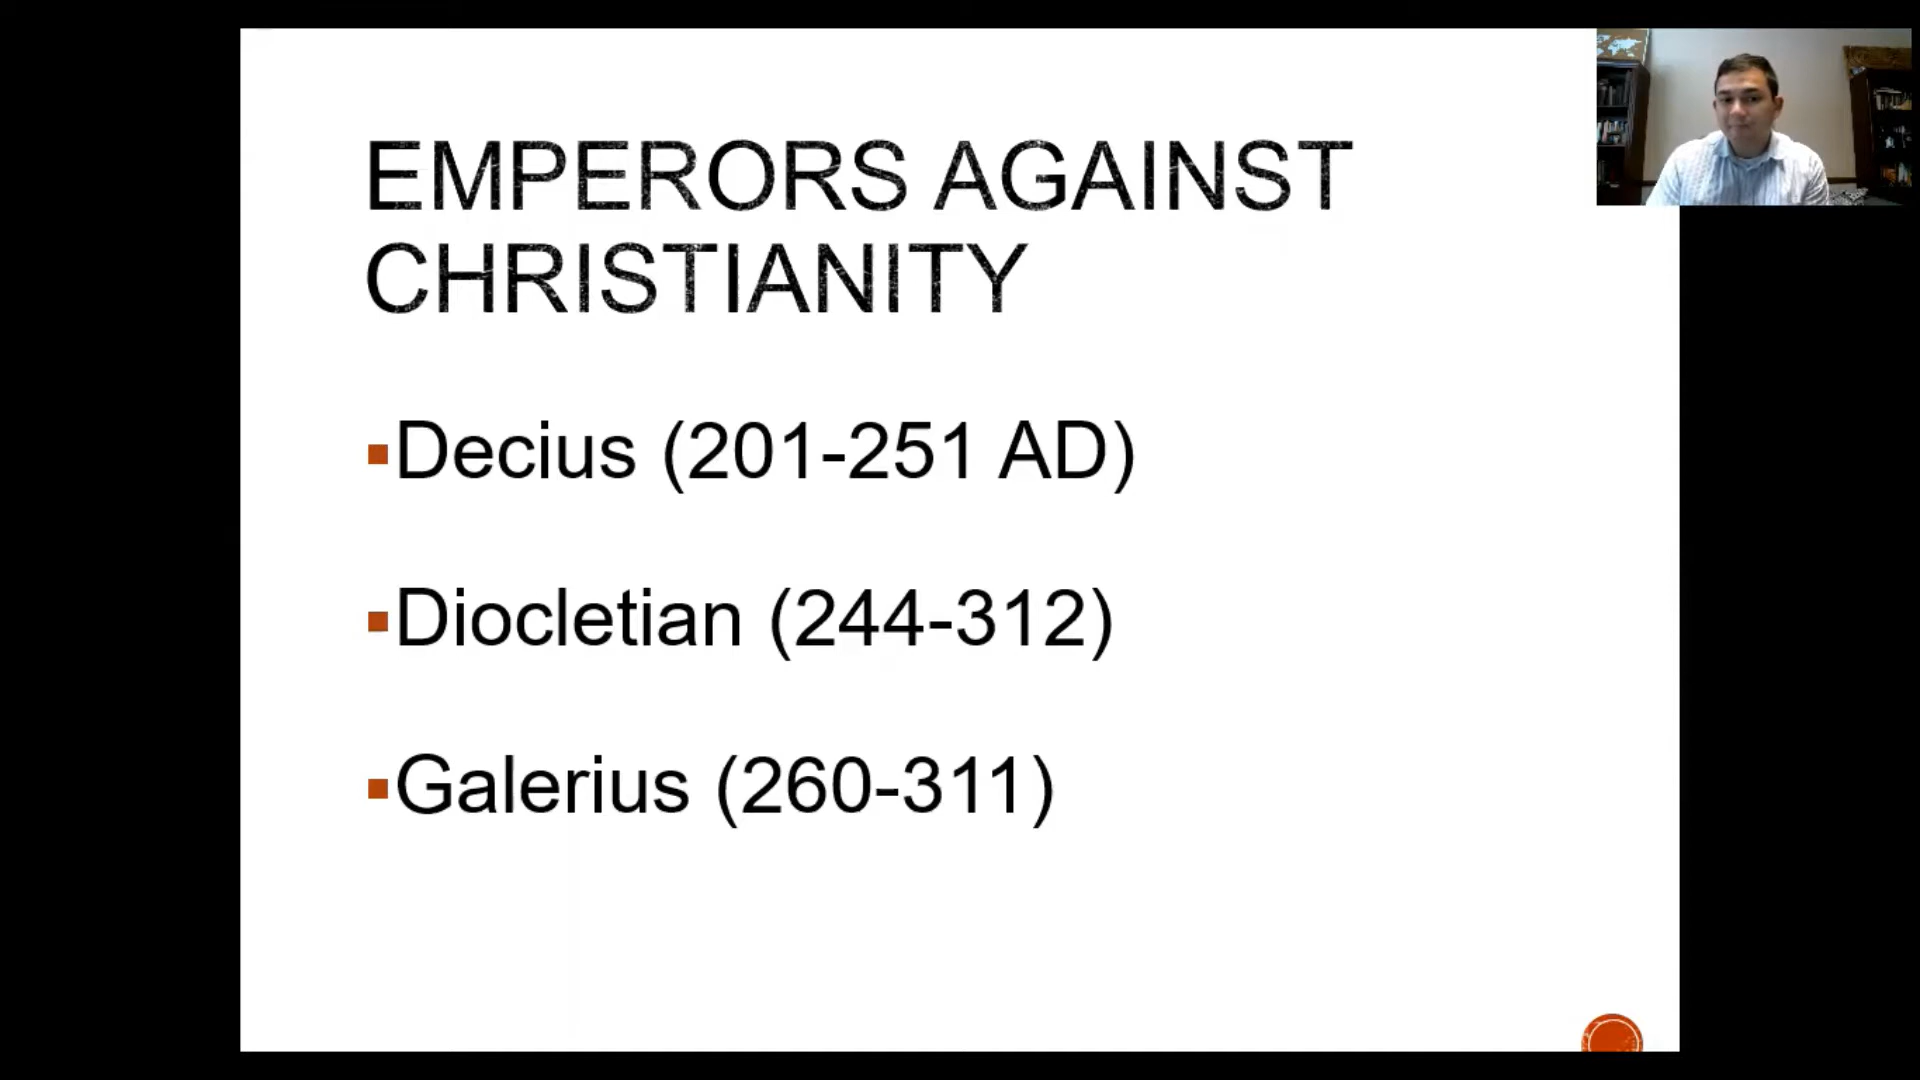 EMPERORS AGAINST
CHRISTIANITY
▪Decius (201-251 AD)
▪Diocletian (244-312)
▪Galerius (260-311)